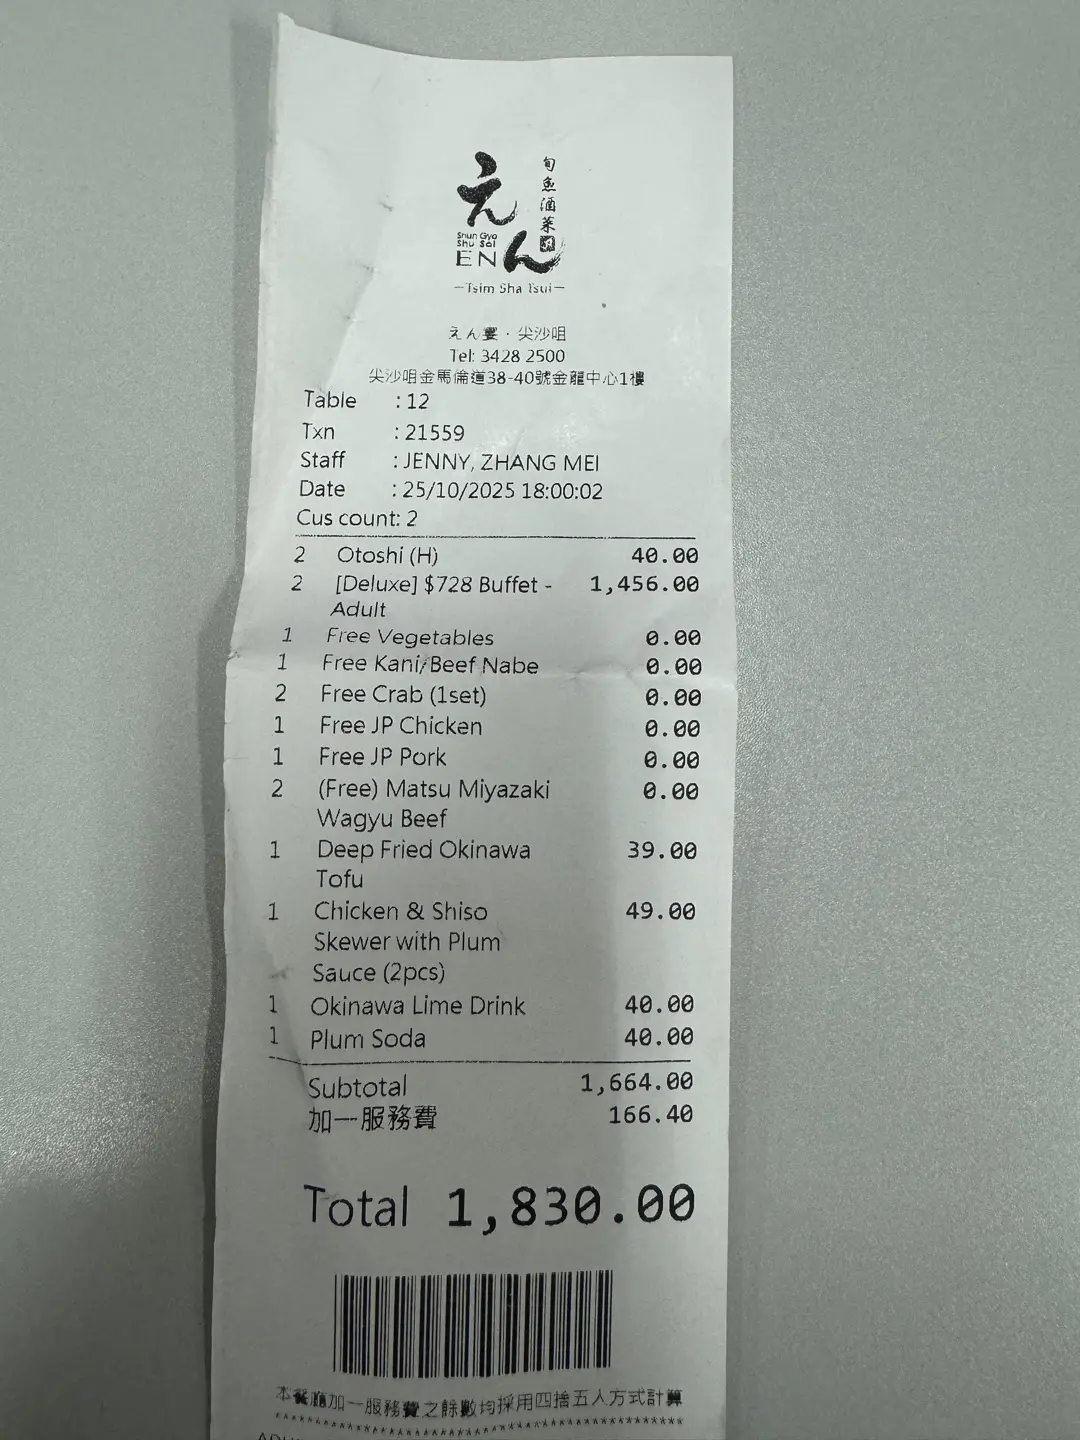 えん
旬魚酒菜
Shun Gyo
Shu Sai
EN
-Tsim Sha Tsui-
えん宴·尖沙咀
Tel: 3428 2500
尖沙咀金馬倫道38-40號金龍中心1樓
Table : 12
Txn : 21559
Staff : JENNY, ZHANG MEI
Date : 25/10/2025 18:00:02
Cus count: 2
2 Otoshi (H) 40.00
2 [Deluxe] $728 Buffet - 1,456.00
Adult
1 Free Vegetables 0.00
1 Free Kani/Beef Nabe 0.00
2 Free Crab (1set) 0.00
1 Free JP Chicken 0.00
1 Free JP Pork 0.00
2 (Free) Matsu Miyazaki 0.00
Wagyu Beef
1 Deep Fried Okinawa 39.00
Tofu
1 Chicken & Shiso 49.00
Skewer with Plum
Sauce (2pcs)
1 Okinawa Lime Drink 40.00
1 Plum Soda 40.00
Subtotal 1,664.00
加一服務費 166.40
Total 1,830.00
本餐廳加一服務費之餘數均採用四捨五入方式計算